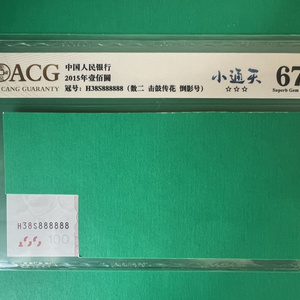 ACG
CANG GUARANTY
中国人民银行
2015年壹佰圆
冠号：H38S888888（数二 击鼓传花 倒影号）
小通天
☆☆☆
67
Superb Gem
H38S888888
100